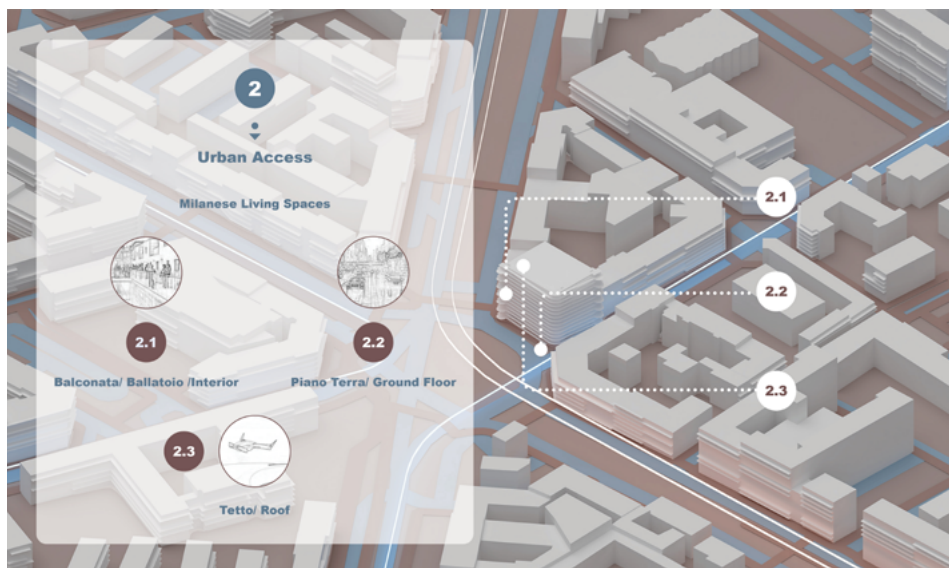 2
Urban Access
Milanese Living Spaces
2.1
2.2
Balconata/ Ballatoio /Interior
Piano Terra/ Ground Floor
2.3
Tetto/ Roof
2.1
2.2
2.3